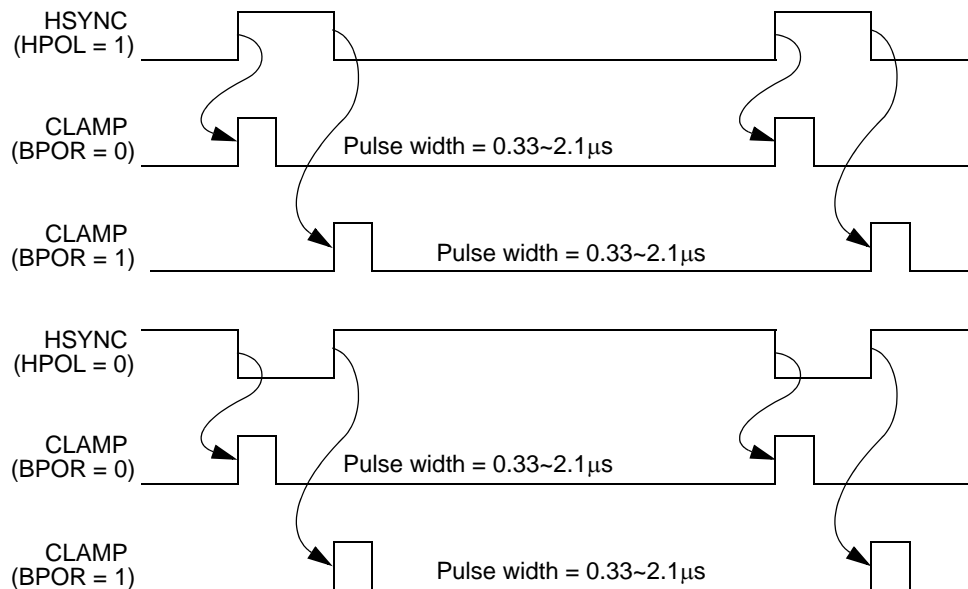 HSYNC
(HPOL = 1)
CLAMP
(BPOR = 0)
Pulse width = 0.33~2.1μs
CLAMP
(BPOR = 1)
Pulse width = 0.33~2.1μs
HSYNC
(HPOL = 0)
CLAMP
(BPOR = 0)
Pulse width = 0.33~2.1μs
CLAMP
(BPOR = 1)
Pulse width = 0.33~2.1μs